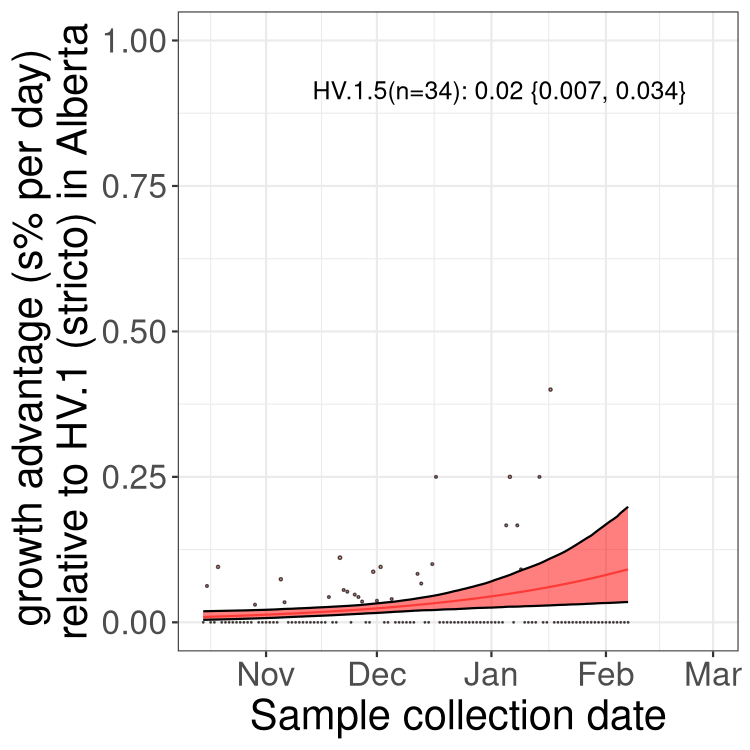 growth advantage (s% per day)
relative to HV.1 (stricto) in Alberta
1.00
0.75
0.50
0.25
0.00
HV.1.5(n=34): 0.02 {0.007, 0.034}
Nov Dec Jan Feb Mar
Sample collection date